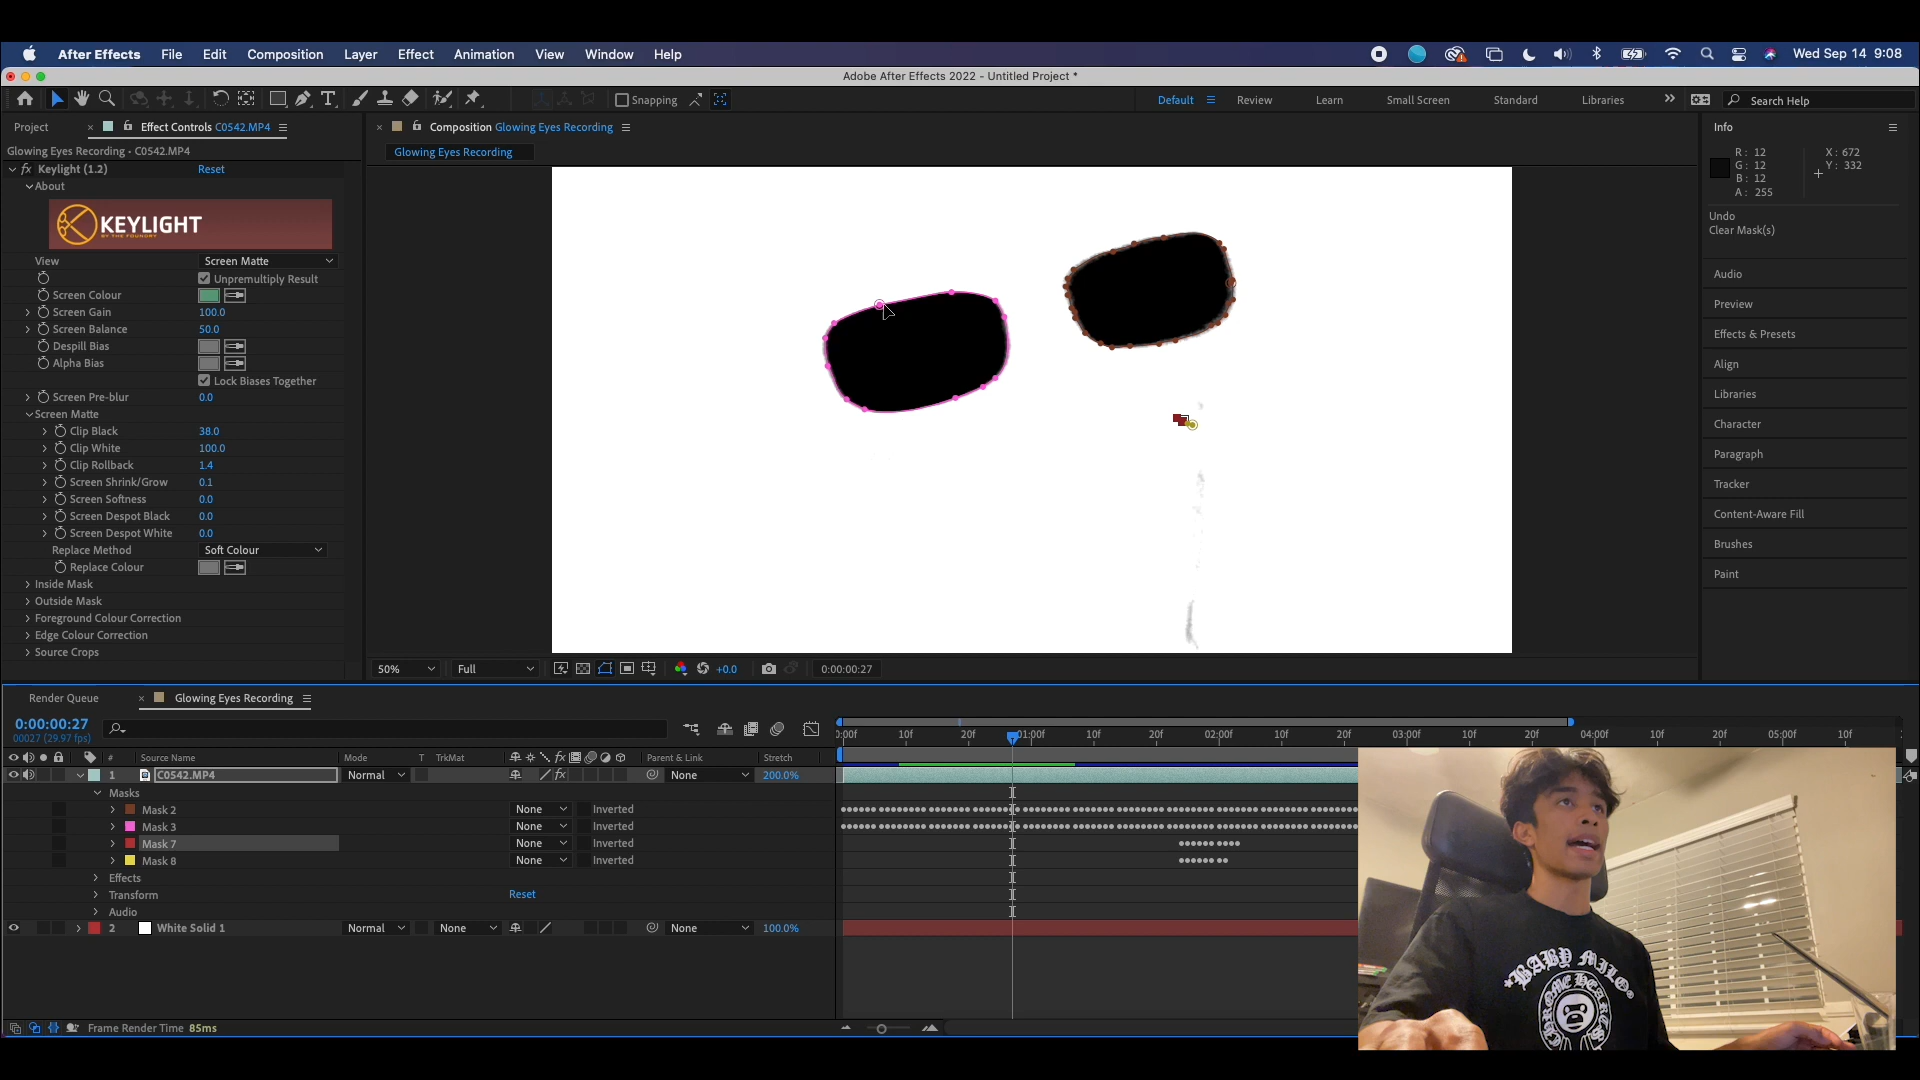 After Effects File Edit Composition Layer Effect Animation View Window Help Wed Sep 14 9:08
Adobe After Effects 2022 - Untitled Project *
Snapping Default Review Learn Small Screen Standard Libraries Search Help
Project Effect Controls C0542.MP4
Composition Glowing Eyes Recording
Glowing Eyes Recording • C0542.MP4
Glowing Eyes Recording
fx Keylight (1.2) Reset
About
KEYLIGHT
BY THE FOUNDRY
View Screen Matte
Unpremultiply Result
Screen Colour
Screen Gain 100.0
Screen Balance 50.0
Despill Bias
Alpha Bias
Lock Biases Together
Screen Pre-blur 0.0
Screen Matte
Clip Black 38.0
Clip White 100.0
Clip Rollback 1.4
Screen Shrink/Grow 0.1
Screen Softness 0.0
Screen Despot Black 0.0
Screen Despot White 0.0
Replace Method Soft Colour
Replace Colour
Inside Mask
Outside Mask
Foreground Colour Correction
Edge Colour Correction
Source Crops
50% Full +0.0 0:00:00:27
Info
R: 12 X: 672
G: 12 Y: 332
B: 12
A: 255
Undo
Clear Mask(s)
Audio
Preview
Effects & Presets
Align
Libraries
Character
Paragraph
Tracker
Content-Aware Fill
Brushes
Paint
Render Queue Glowing Eyes Recording
0:00:00:27
00027 (29.97 fps)
:00f 10f 20f 01:00f 10f 20f 02:00f 10f 20f 03:00f 10f 20f 04:00f 10f 20f 05:00f 10f
# Source Name Mode T TrkMat fx Parent & Link Stretch
1 C0542.MP4 Normal fx None 200.0%
Masks
Mask 2 None Inverted
Mask 3 None Inverted
Mask 7 None Inverted
Mask 8 None Inverted
Effects
Transform Reset
Audio
2 White Solid 1 Normal None None 100.0%
Frame Render Time 85ms
*BABY MILO*
CHROME HEARTS